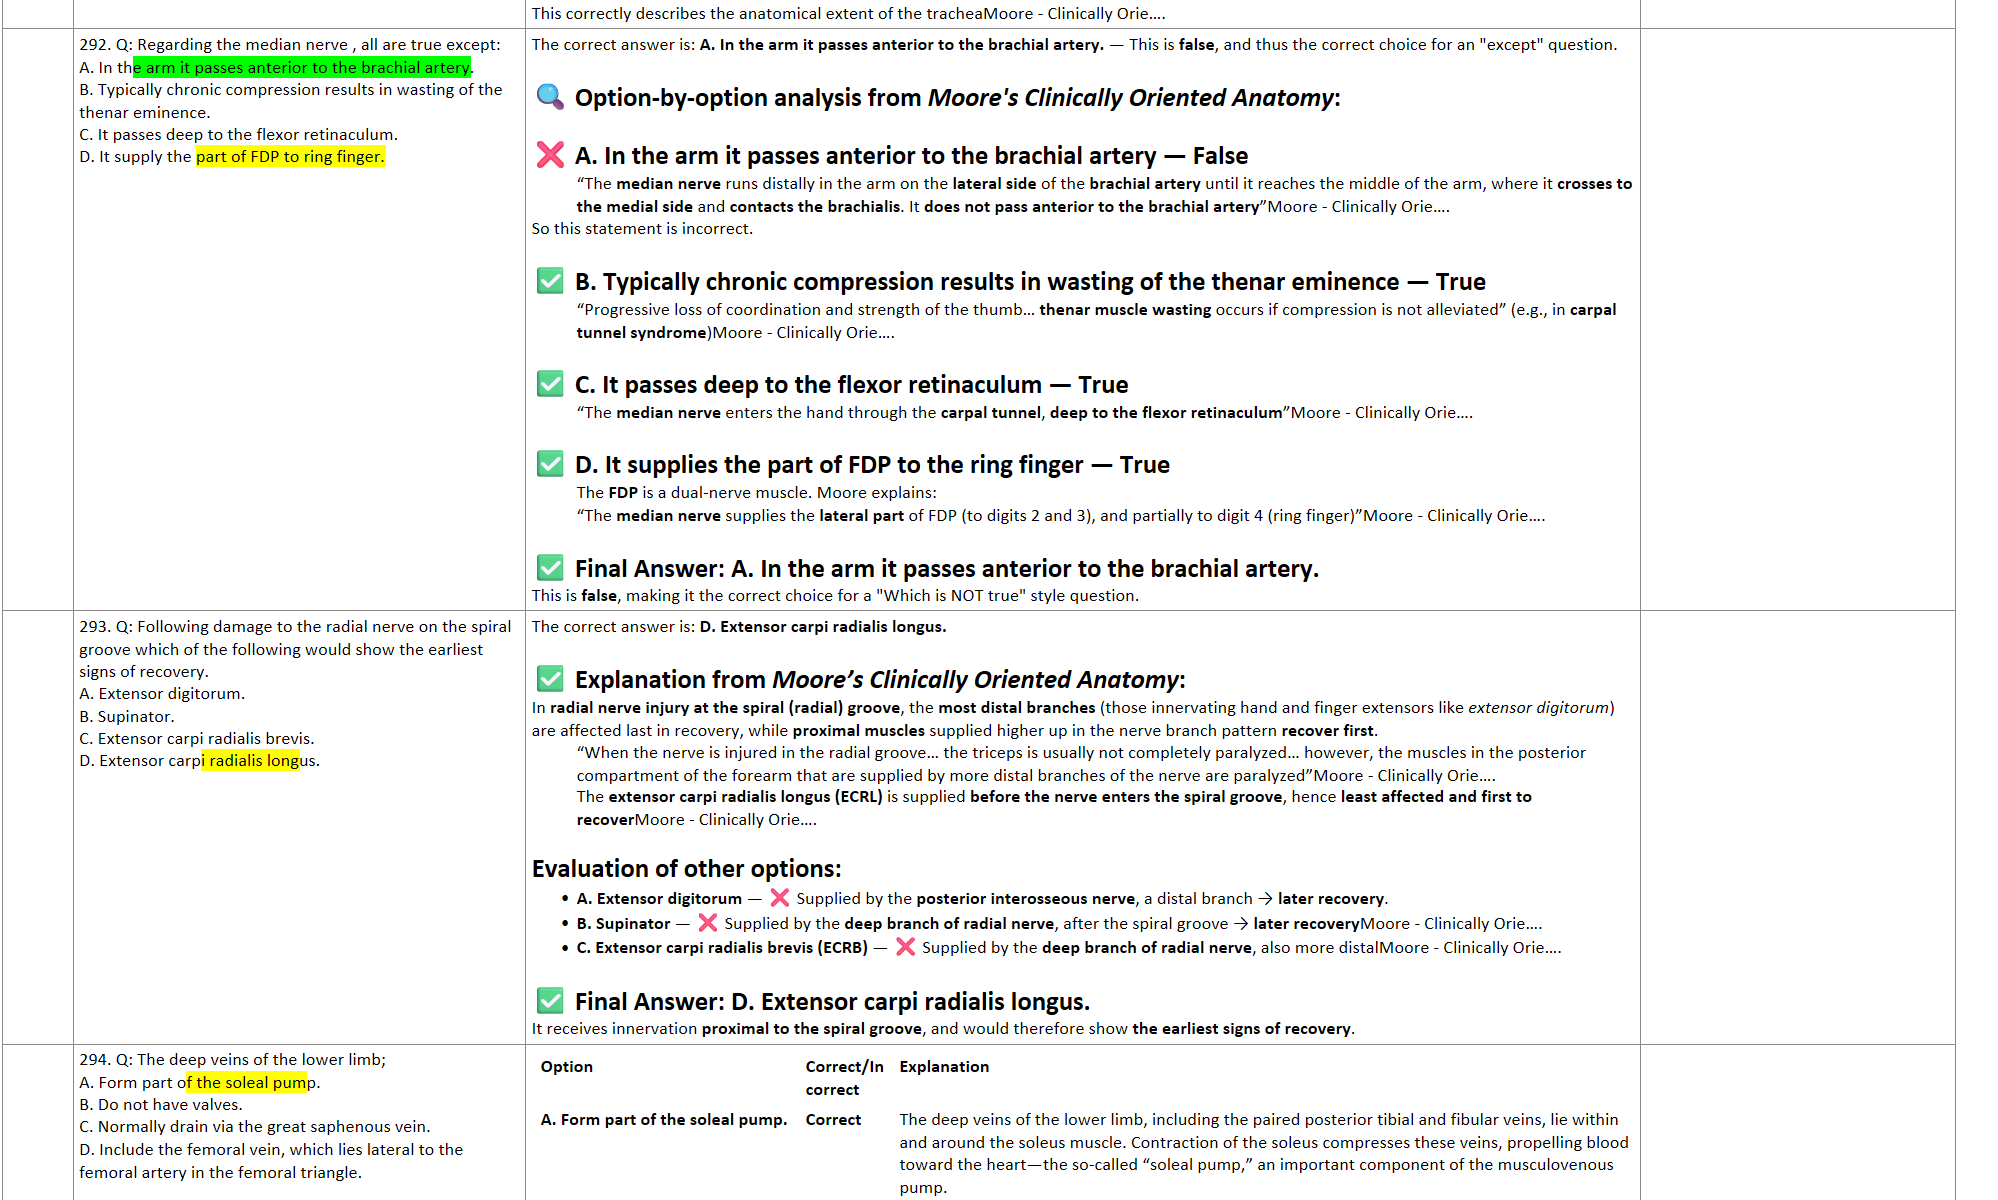 This correctly describes the anatomical extent of the tracheaMoore - Clinically Orie….
292. Q: Regarding the median nerve , all are true except:
A. In the arm it passes anterior to the brachial artery.
B. Typically chronic compression results in wasting of the
thenar eminence.
C. It passes deep to the flexor retinaculum.
D. It supply the part of FDP to ring finger.
The correct answer is: A. In the arm it passes anterior to the brachial artery. — This is false, and thus the correct choice for an "except" question.
Option-by-option analysis from Moore's Clinically Oriented Anatomy:
A. In the arm it passes anterior to the brachial artery — False
“The median nerve runs distally in the arm on the lateral side of the brachial artery until it reaches the middle of the arm, where it crosses to
the medial side and contacts the brachialis. It does not pass anterior to the brachial artery”Moore - Clinically Orie….
So this statement is incorrect.
B. Typically chronic compression results in wasting of the thenar eminence — True
“Progressive loss of coordination and strength of the thumb… thenar muscle wasting occurs if compression is not alleviated” (e.g., in carpal
tunnel syndrome)Moore - Clinically Orie….
C. It passes deep to the flexor retinaculum — True
“The median nerve enters the hand through the carpal tunnel, deep to the flexor retinaculum”Moore - Clinically Orie….
D. It supplies the part of FDP to the ring finger — True
The FDP is a dual-nerve muscle. Moore explains:
“The median nerve supplies the lateral part of FDP (to digits 2 and 3), and partially to digit 4 (ring finger)”Moore - Clinically Orie….
Final Answer: A. In the arm it passes anterior to the brachial artery.
This is false, making it the correct choice for a "Which is NOT true" style question.
293. Q: Following damage to the radial nerve on the spiral
groove which of the following would show the earliest
signs of recovery.
A. Extensor digitorum.
B. Supinator.
C. Extensor carpi radialis brevis.
D. Extensor carpi radialis longus.
The correct answer is: D. Extensor carpi radialis longus.
Explanation from Moore’s Clinically Oriented Anatomy:
In radial nerve injury at the spiral (radial) groove, the most distal branches (those innervating hand and finger extensors like extensor digitorum)
are affected last in recovery, while proximal muscles supplied higher up in the nerve branch pattern recover first.
“When the nerve is injured in the radial groove… the triceps is usually not completely paralyzed… however, the muscles in the posterior
compartment of the forearm that are supplied by more distal branches of the nerve are paralyzed”Moore - Clinically Orie….
The extensor carpi radialis longus (ECRL) is supplied before the nerve enters the spiral groove, hence least affected and first to
recoverMoore - Clinically Orie….
Evaluation of other options:
• A. Extensor digitorum — ❌ Supplied by the posterior interosseous nerve, a distal branch → later recovery.
• B. Supinator — ❌ Supplied by the deep branch of radial nerve, after the spiral groove → later recoveryMoore - Clinically Orie….
• C. Extensor carpi radialis brevis (ECRB) — ❌ Supplied by the deep branch of radial nerve, also more distalMoore - Clinically Orie….
Final Answer: D. Extensor carpi radialis longus.
It receives innervation proximal to the spiral groove, and would therefore show the earliest signs of recovery.
294. Q: The deep veins of the lower limb;
A. Form part of the soleal pump.
B. Do not have valves.
C. Normally drain via the great saphenous vein.
D. Include the femoral vein, which lies lateral to the
femoral artery in the femoral triangle.
Option
Correct/In
correct
Explanation
A. Form part of the soleal pump.
Correct
The deep veins of the lower limb, including the paired posterior tibial and fibular veins, lie within
and around the soleus muscle. Contraction of the soleus compresses these veins, propelling blood
toward the heart—the so-called “soleal pump,” an important component of the musculovenous
pump.